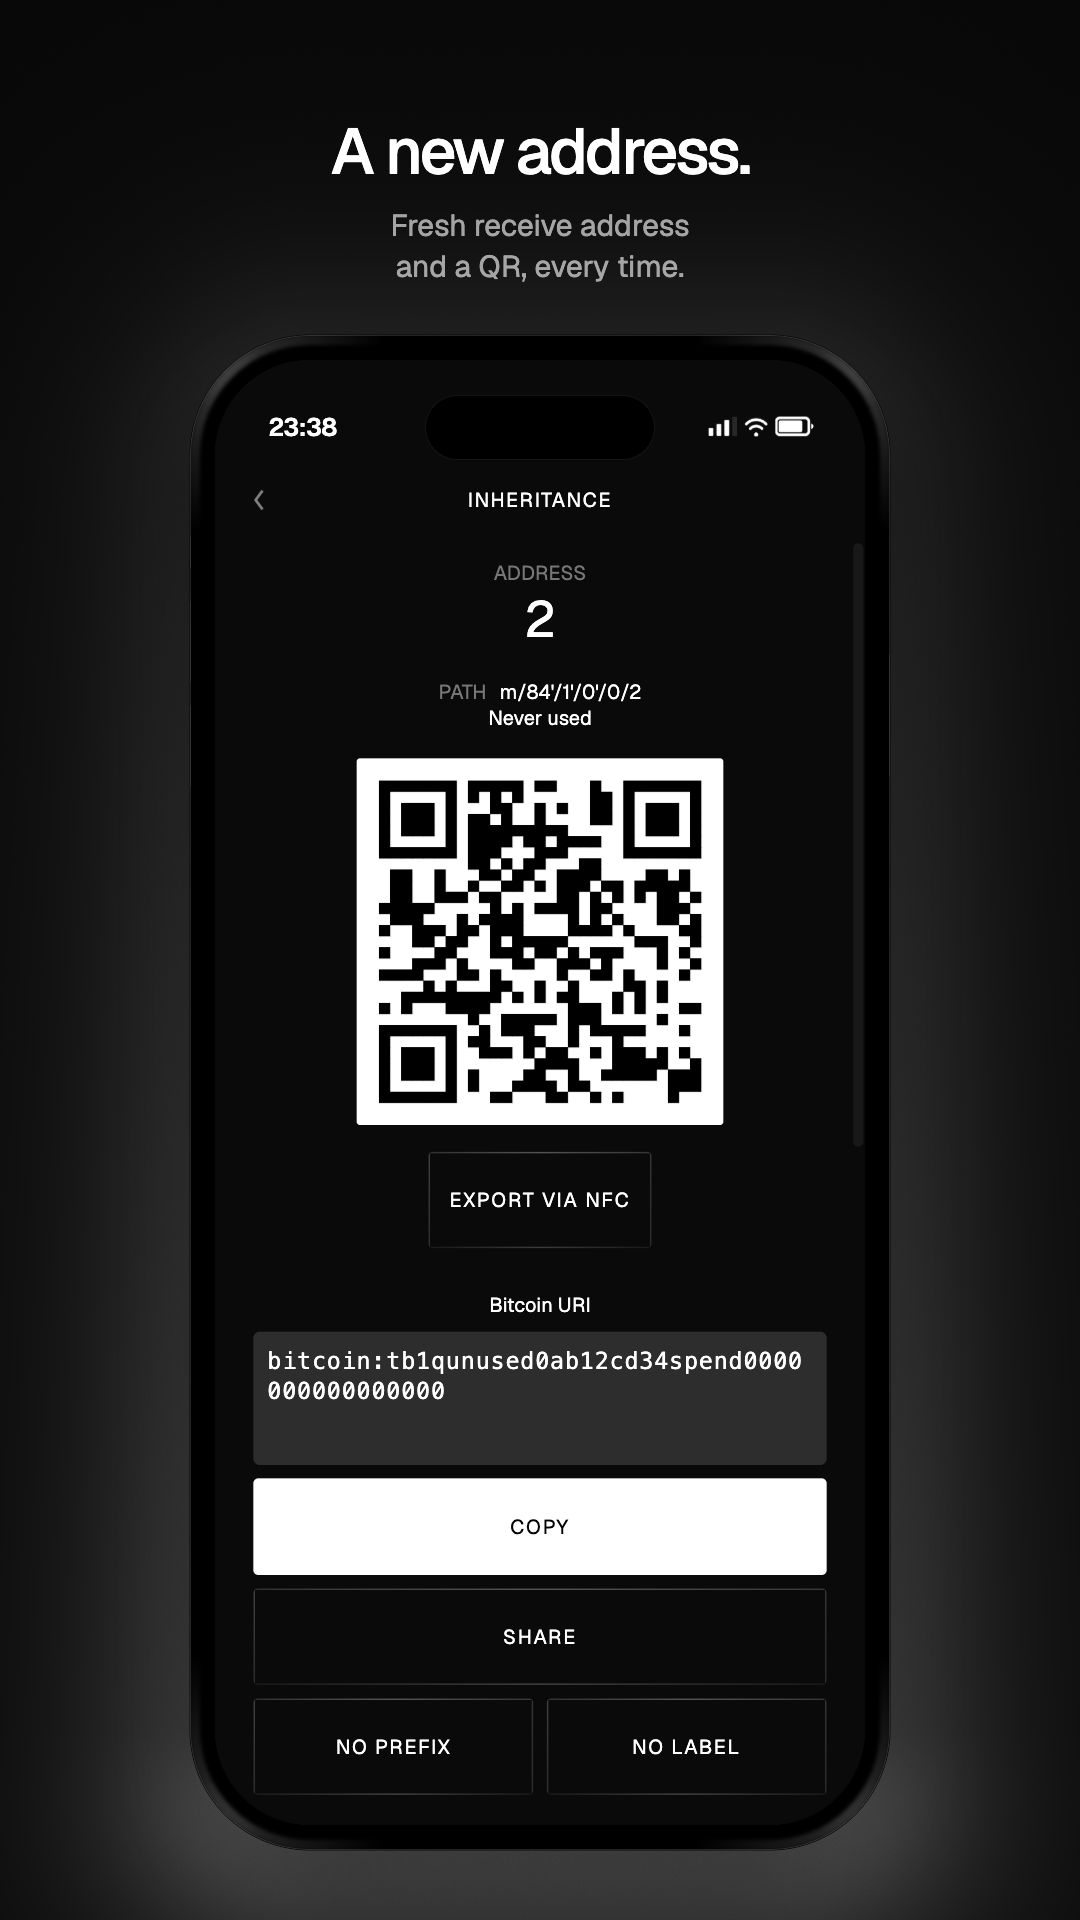 A new address.
Fresh receive address
and a QR, every time.
23:38
INHERITANCE
ADDRESS
2
PATH m/84'/1'/0'/0/2
Never used
EXPORT VIA NFC
Bitcoin URI
bitcoin:tb1qunused0ab12cd34spend0000
000000000000
COPY
SHARE
NO PREFIX
NO LABEL